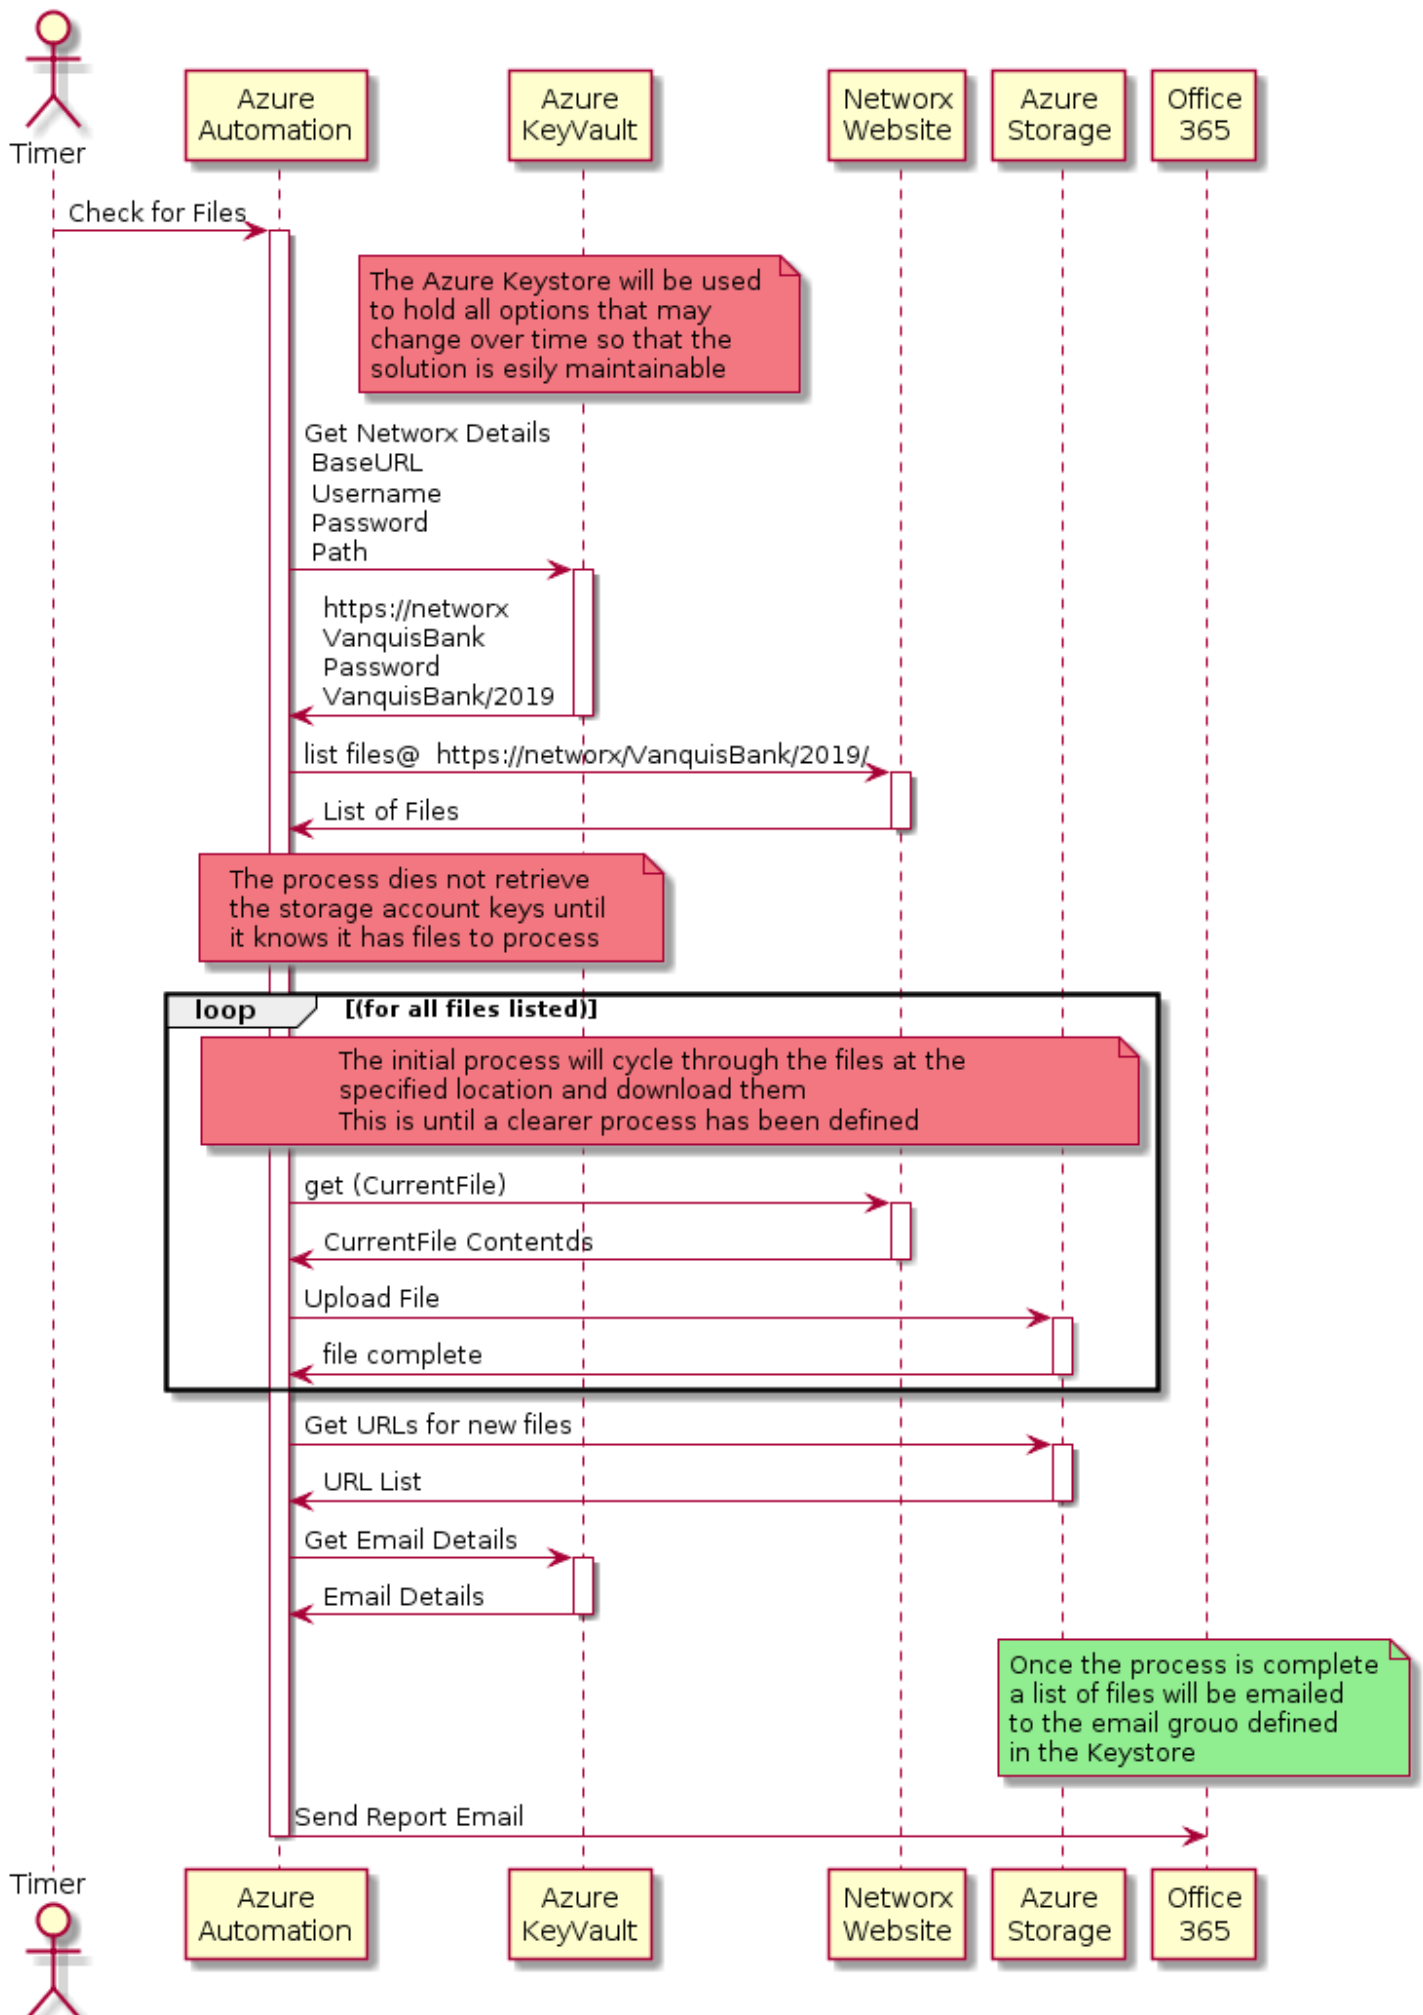 Timer
Azure
Automation
Azure
KeyVault
Networx
Website
Azure
Storage
Office
365
Check for Files
The Azure Keystore will be used
to hold all options that may
change over time so that the
solution is esily maintainable
Get Networx Details
BaseURL
Username
Password
Path
https://networx
VanquisBank
Password
VanquisBank/2019
list files@  https://networx/VanquisBank/2019/
List of Files
The process dies not retrieve
the storage account keys until
it knows it has files to process
loop [(for all files listed)]
The initial process will cycle through the files at the
specified location and download them
This is until a clearer process has been defined
get (CurrentFile)
CurrentFile Contentds
Upload File
file complete
Get URLs for new files
URL List
Get Email Details
Email Details
Once the process is complete
a list of files will be emailed
to the email grouo defined
in the Keystore
Send Report Email
Timer
Azure
Automation
Azure
KeyVault
Networx
Website
Azure
Storage
Office
365